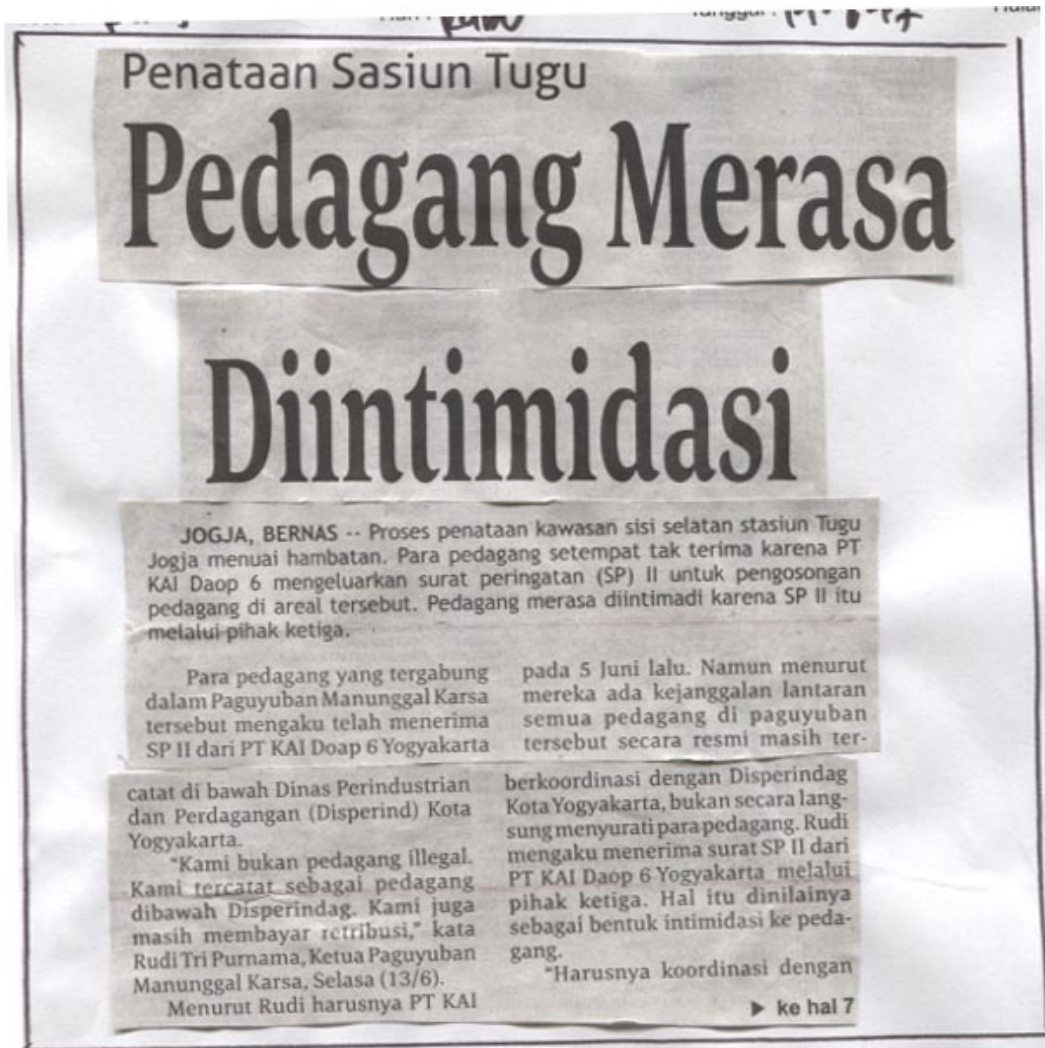 Penataan Sasiun Tugu
Pedagang Merasa
Diintimidasi
JOGJA, BERNAS -- Proses penataan kawasan sisi selatan stasiun Tugu
Jogja menuai hambatan. Para pedagang setempat tak terima karena PT
KAI Daop 6 mengeluarkan surat peringatan (SP) II untuk pengosongan
pedagang di areal tersebut. Pedagang merasa diintimadi karena SP II itu
melalui pihak ketiga.
Para pedagang yang tergabung
dalam Paguyuban Manunggal Karsa
tersebut mengaku telah menerima
SP II dari PT KAI Doap 6 Yogyakarta
pada 5 Juni lalu. Namun menurut
mereka ada kejanggalan lantaran
semua pedagang di paguyuban
tersebut secara resmi masih ter-
catat di bawah Dinas Perindustrian
dan Perdagangan (Disperind) Kota
Yogyakarta.
"Kami bukan pedagang illegal.
Kami tercatat sebagai pedagang
dibawah Disperindag. Kami juga
masih membayar retribusi," kata
Rudi Tri Purnama, Ketua Paguyuban
Manunggal Karsa, Selasa (13/6).
Menurut Rudi harusnya PT KAI
berkoordinasi dengan Disperindag
Kota Yogyakarta, bukan secara lang-
sung menyurati para pedagang. Rudi
mengaku menerima surat SP II dari
PT KAI Daop 6 Yogyakarta melalui
pihak ketiga. Hal itu dinilainya
sebagai bentuk intimidasi ke peda-
gang.
"Harusnya koordinasi dengan
▶ ke hal 7